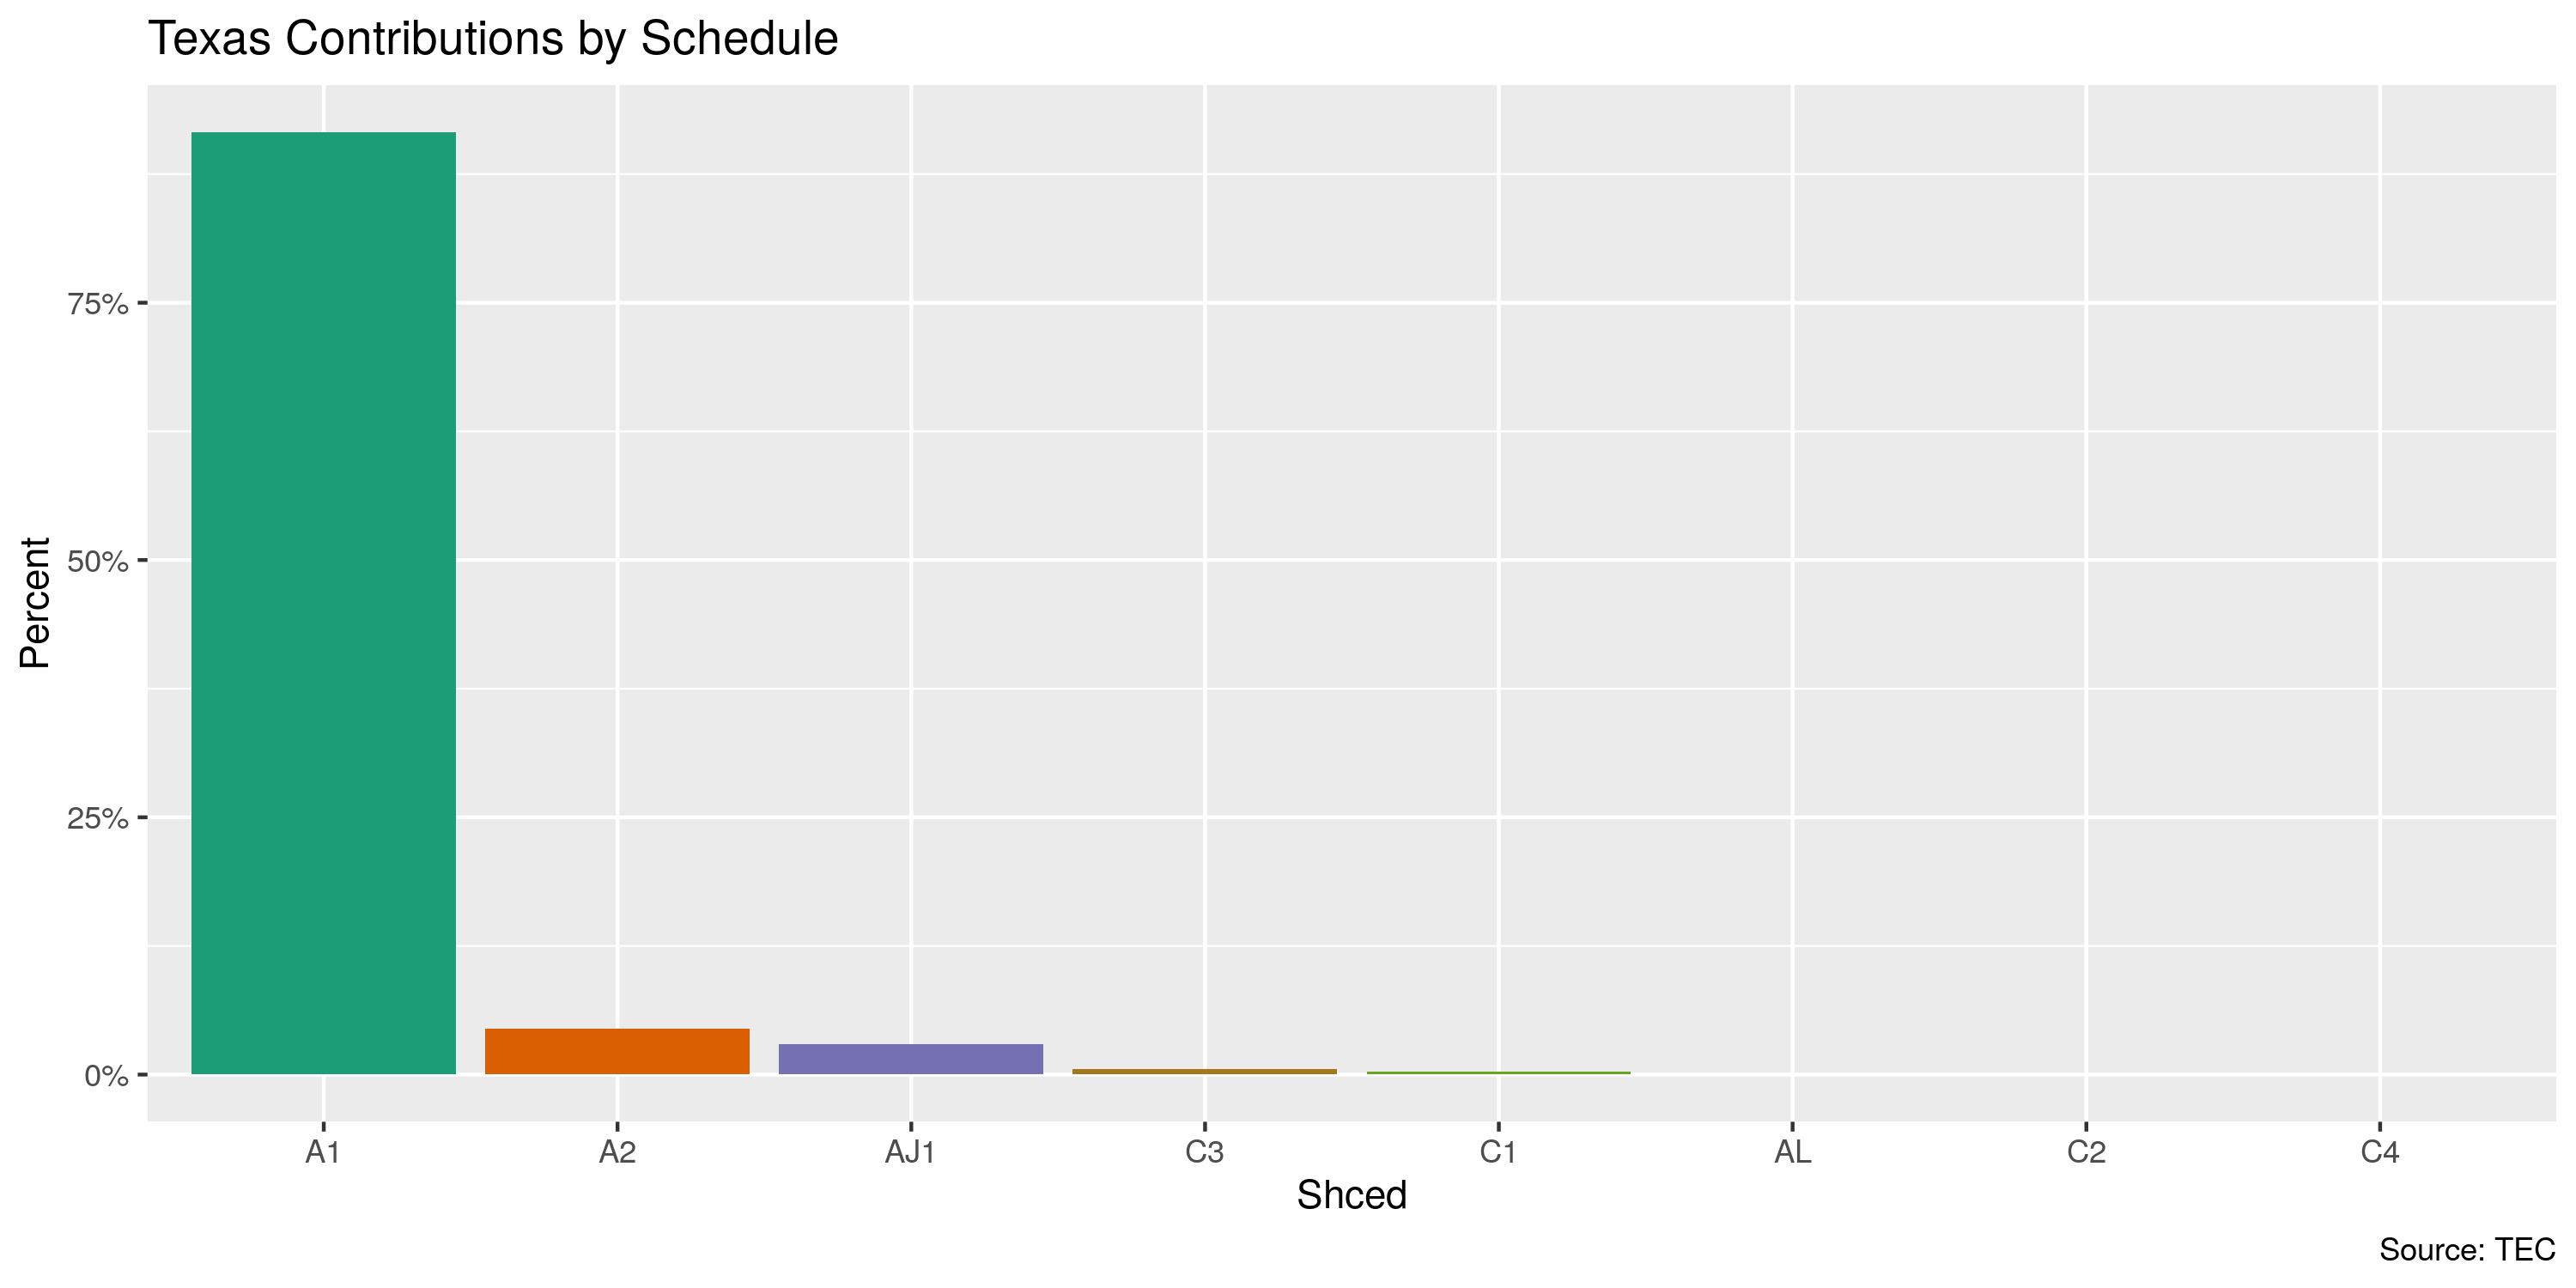 Texas Contributions by Schedule
Percent
75%
50%
25%
0%
A1 A2 AJ1 C3 C1 AL C2 C4
Shced
Source: TEC